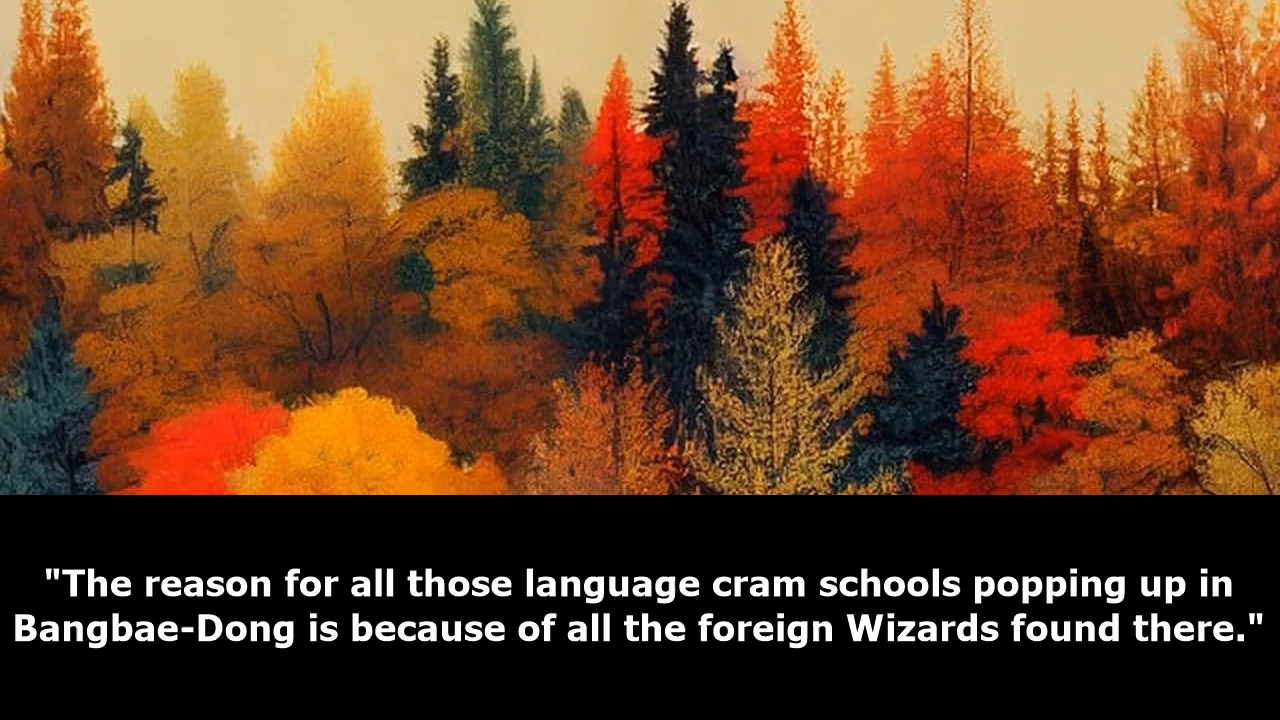 "The reason for all those language cram schools popping up in
Bangbae-Dong is because of all the foreign Wizards found there."